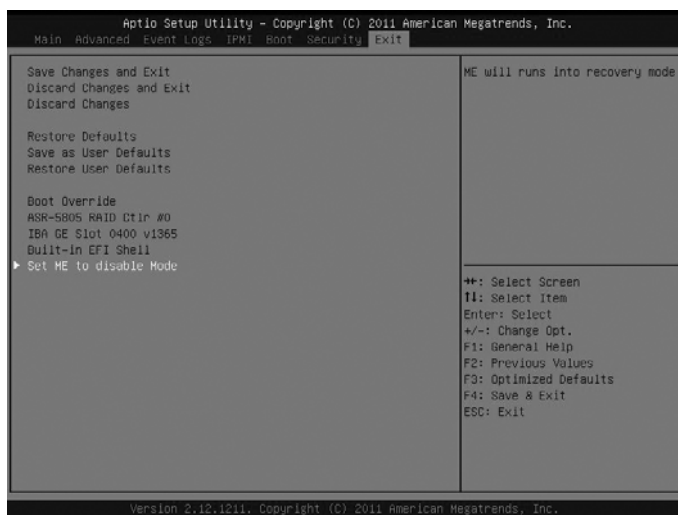 Aptio Setup Utility – Copyright (C) 2011 American Megatrends, Inc.
Main Advanced Event Logs IPMI Boot Security Exit
Save Changes and Exit
Discard Changes and Exit
Discard Changes
Restore Defaults
Save as User Defaults
Restore User Defaults
Boot Override
ASR-5805 RAID Ctlr #0
IBA GE Slot 0400 v1365
Built-in EFI Shell
► Set ME to disable Mode
ME will runs into recovery mode
→←: Select Screen
↑↓: Select Item
Enter: Select
+/-: Change Opt.
F1: General Help
F2: Previous Values
F3: Optimized Defaults
F4: Save & Exit
ESC: Exit
Version 2.12.1211. Copyright (C) 2011 American Megatrends, Inc.